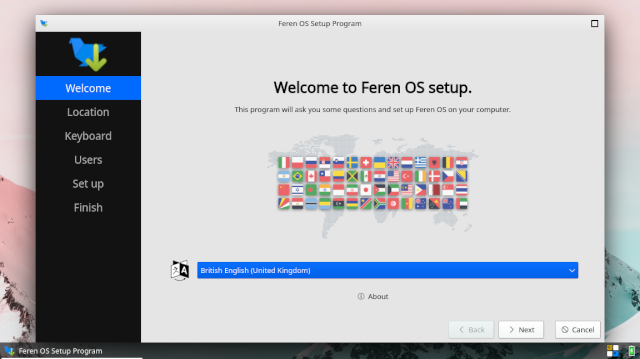 Feren OS Setup Program
Welcome
Location
Keyboard
Users
Set up
Finish
Welcome to Feren OS setup.
This program will ask you some questions and set up Feren OS on your computer.
A
British English (United Kingdom)
About
Back
Next
Cancel
Feren OS Setup Program